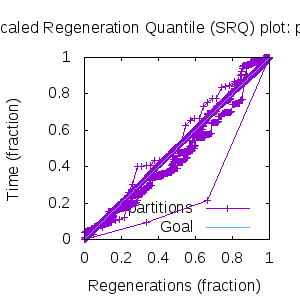 caled Regeneration Quantile (SRQ) plot: p
1
0.8
0.6
0.4
0.2
0
0 0.2 0.4 0.6 0.8 1
Time (fraction)
Regenerations (fraction)
partitions
Goal